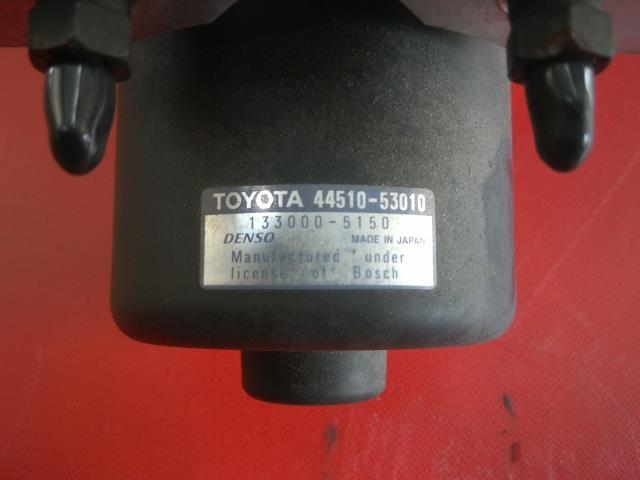 TOYOTA 44510-53010
133000-5150
DENSO MADE IN JAPAN
Manufactured under
license of Bosch